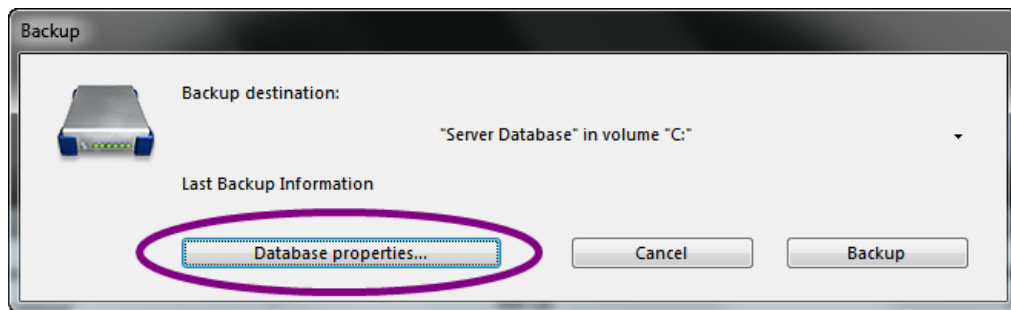 Backup
Backup destination:
"Server Database" in volume "C:"
Last Backup Information
Database properties... Cancel Backup